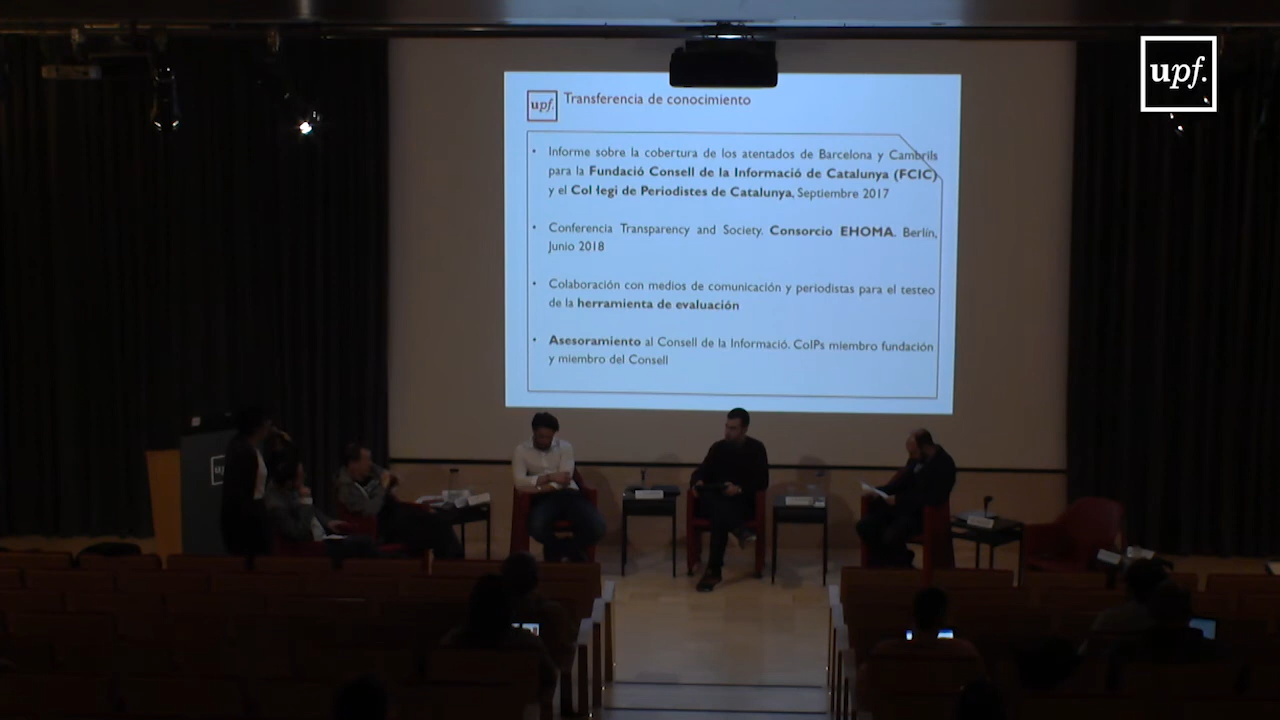 upf.
upf. Transferencia de conocimiento
• Informe sobre la cobertura de los atentados de Barcelona y Cambrils
para la Fundació Consell de la Informació de Catalunya (FCIC)
y el Col·legi de Periodistes de Catalunya, Septiembre 2017
• Conferencia Transparency and Society. Consorcio EHOMA. Berlín,
Junio 2018
• Colaboración con medios de comunicación y periodistas para el testeo
de la herramienta de evaluación
• Asesoramiento al Consell de la Informació. CoIPs miembro fundación
y miembro del Consell